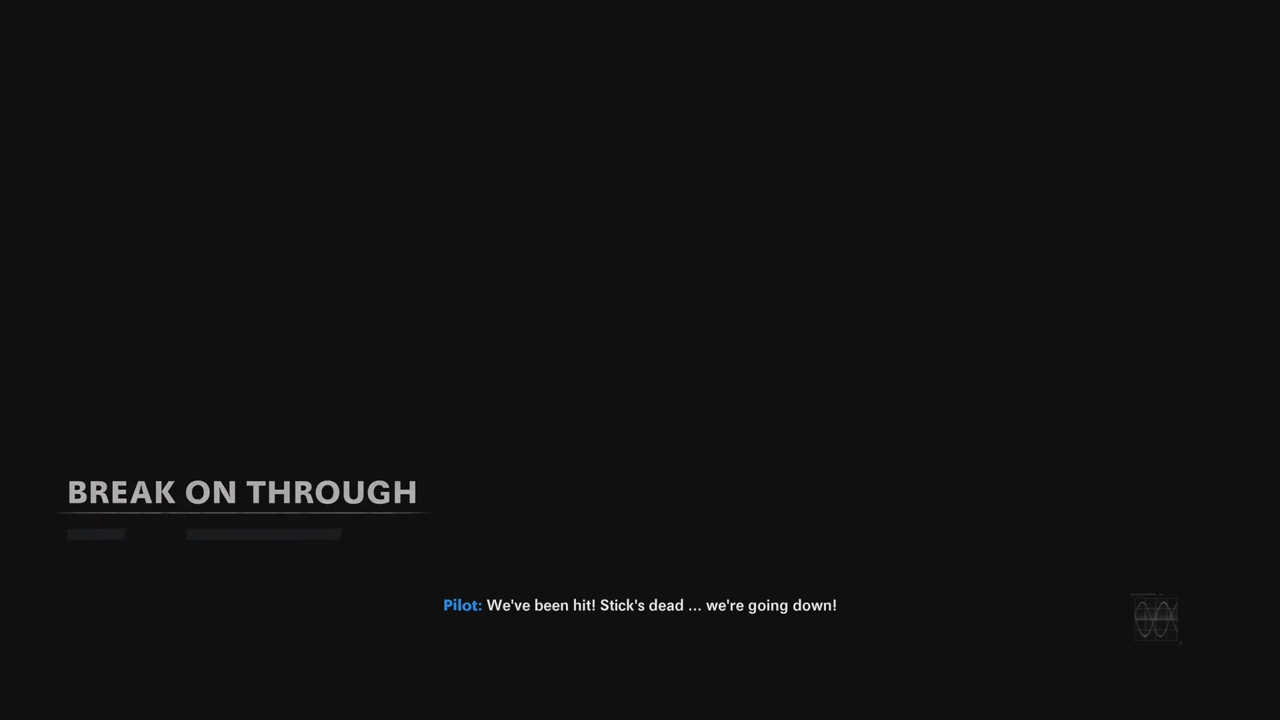 BREAK ON THROUGH
Pilot: We've been hit! Stick's dead ... we're going down!